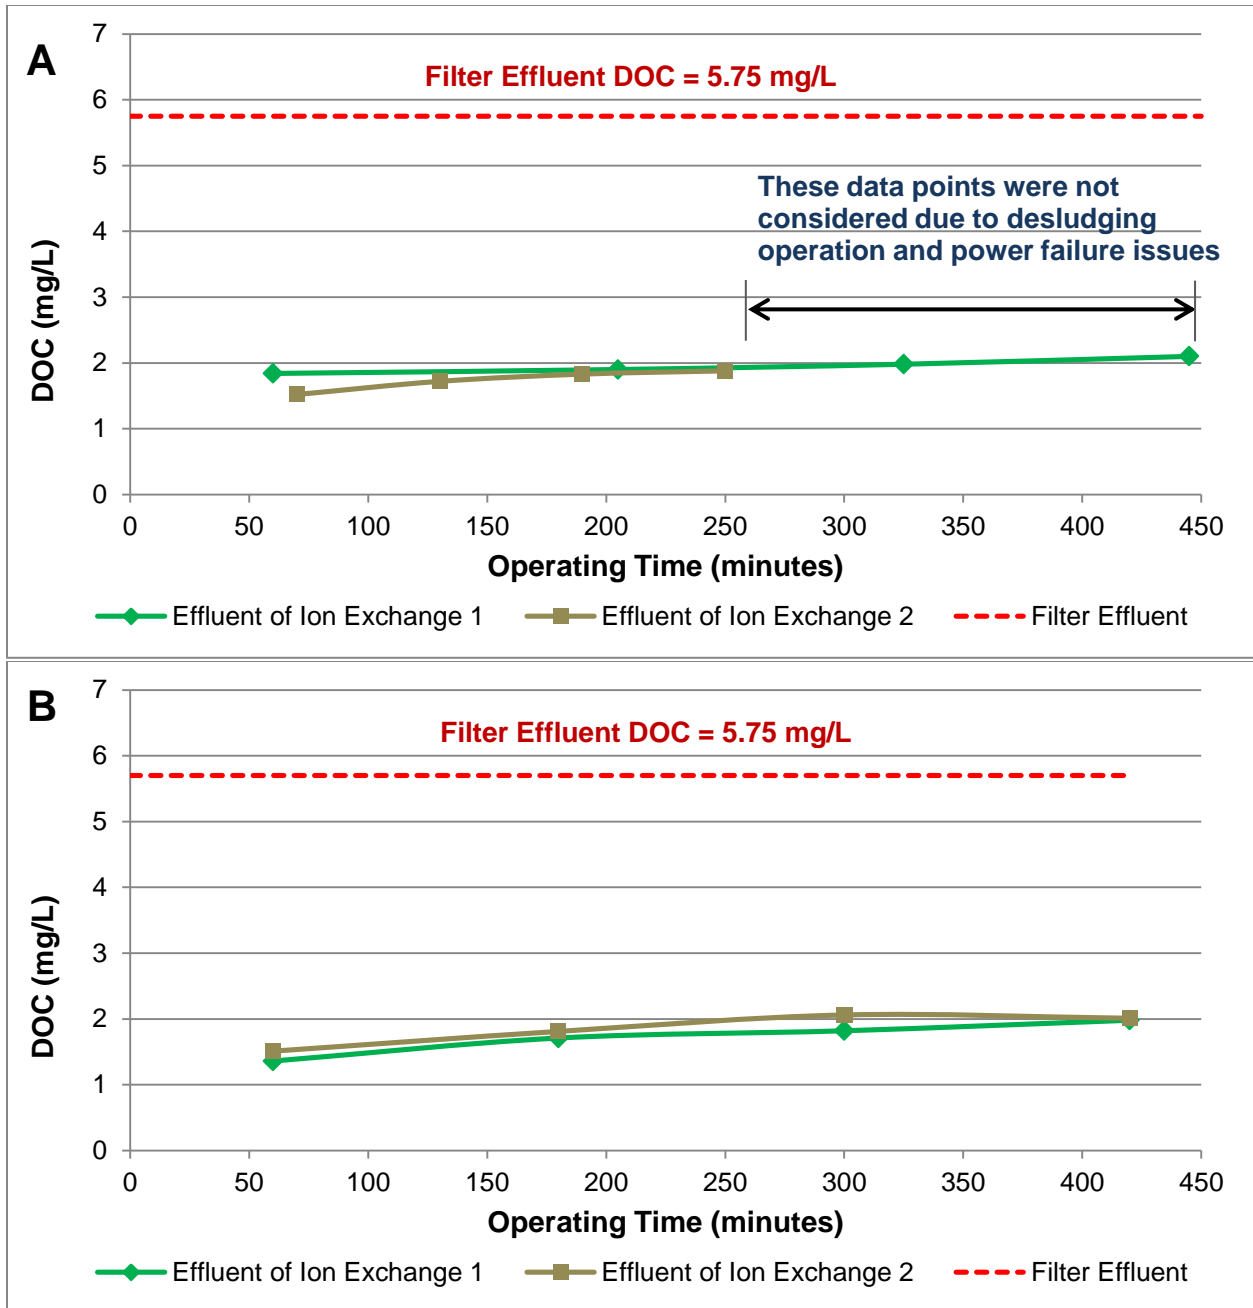 A
7
6
5
4
3
2
1
0
DOC (mg/L)
Filter Effluent DOC = 5.75 mg/L
These data points were not
considered due to desludging
operation and power failure issues
0 50 100 150 200 250 300 350 400 450
Operating Time (minutes)
Effluent of Ion Exchange 1 Effluent of Ion Exchange 2 Filter Effluent
B
7
6
5
4
3
2
1
0
DOC (mg/L)
Filter Effluent DOC = 5.75 mg/L
0 50 100 150 200 250 300 350 400 450
Operating Time (minutes)
Effluent of Ion Exchange 1 Effluent of Ion Exchange 2 Filter Effluent